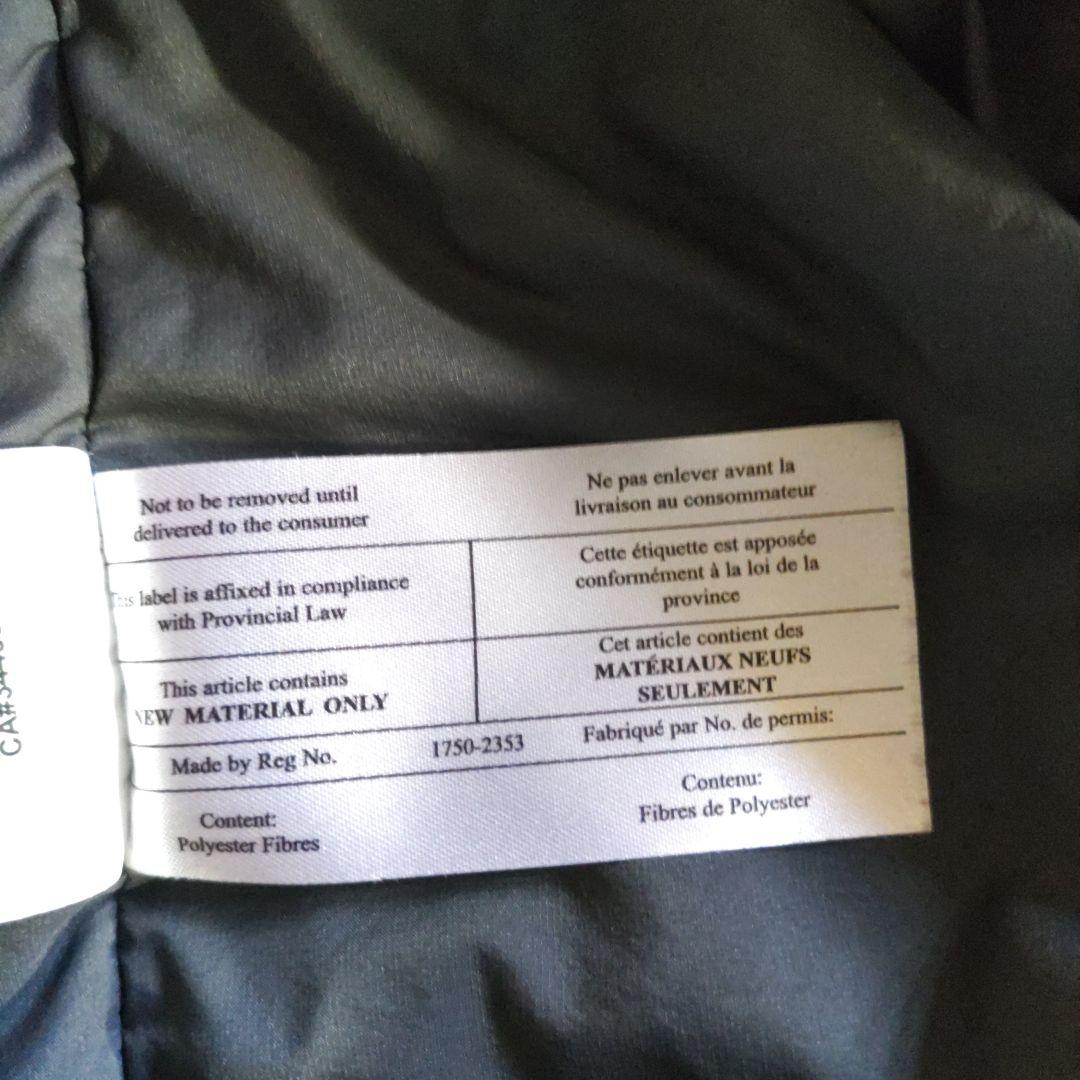 Not to be removed until
delivered to the consumer
Ne pas enlever avant la
livraison au consommateur
This label is affixed in compliance
with Provincial Law
Cette étiquette est apposée
conformément à la loi de la
province
This article contains
NEW MATERIAL ONLY
Cet article contient des
MATÉRIAUX NEUFS
SEULEMENT
Made by Reg No. 1750-2353 Fabriqué par No. de permis:
Content:
Polyester Fibres
Contenu:
Fibres de Polyester